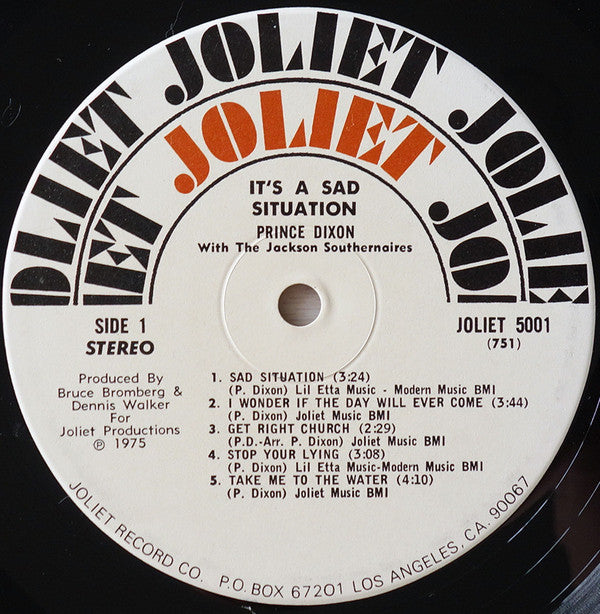 OLIET JOLIET JOLIE
ET JOLIET JO
IT'S A SAD
SITUATION
PRINCE DIXON
With The Jackson Southernaires
SIDE 1
STEREO
JOLIET 5001
(751)
Produced By
Bruce Bromberg &
Dennis Walker
For
Joliet Productions
℗ 1975
1. SAD SITUATION (3:24)
(P. Dixon) Lil Etta Music - Modern Music BMI
2. I WONDER IF THE DAY WILL EVER COME (3:44)
(P. Dixon) Joliet Music BMI
3. GET RIGHT CHURCH (2:29)
(P.D.-Arr. P. Dixon) Joliet Music BMI
4. STOP YOUR LYING (3:08)
(P. Dixon) Lil Etta Music-Modern Music BMI
5. TAKE ME TO THE WATER (4:10)
(P. Dixon) Joliet Music BMI
JOLIET RECORD CO. P.O. BOX 67201 LOS ANGELES, CA. 90067